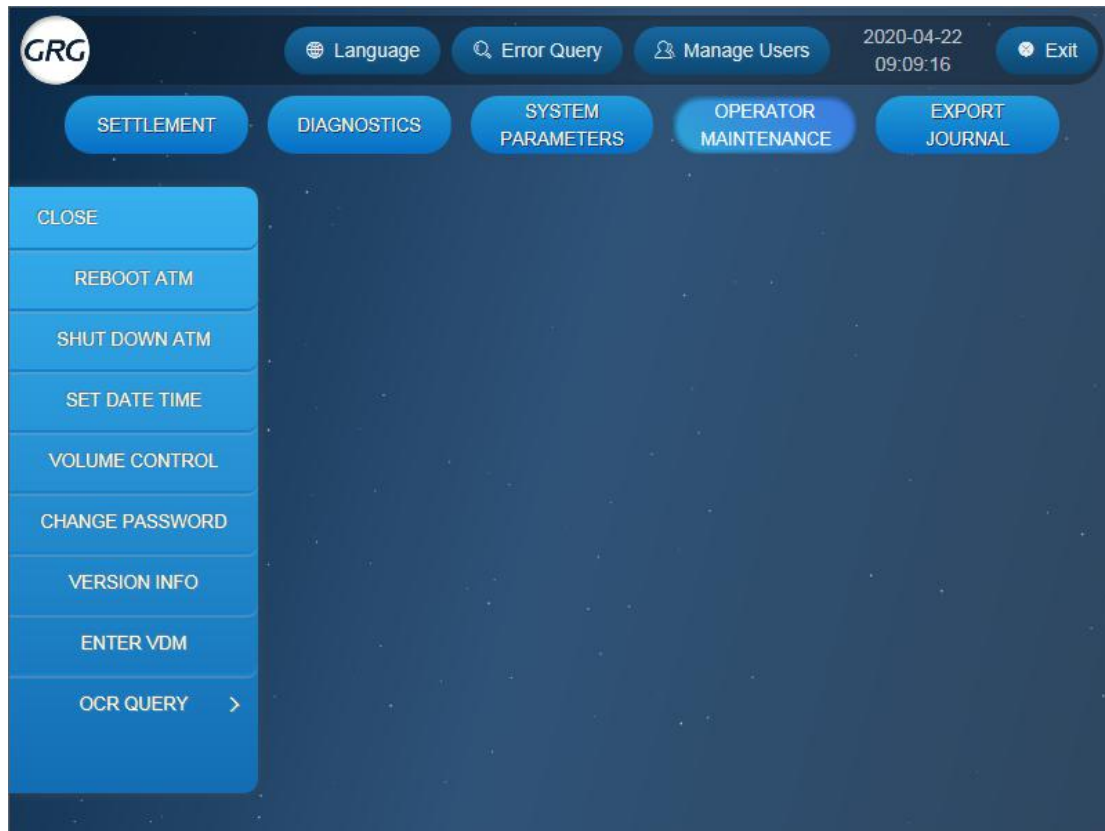 GRG
Language
Error Query
Manage Users
2020-04-22
09:09:16
Exit
SETTLEMENT
DIAGNOSTICS
SYSTEM
PARAMETERS
OPERATOR
MAINTENANCE
EXPORT
JOURNAL
CLOSE
REBOOT ATM
SHUT DOWN ATM
SET DATE TIME
VOLUME CONTROL
CHANGE PASSWORD
VERSION INFO
ENTER VDM
OCR QUERY >